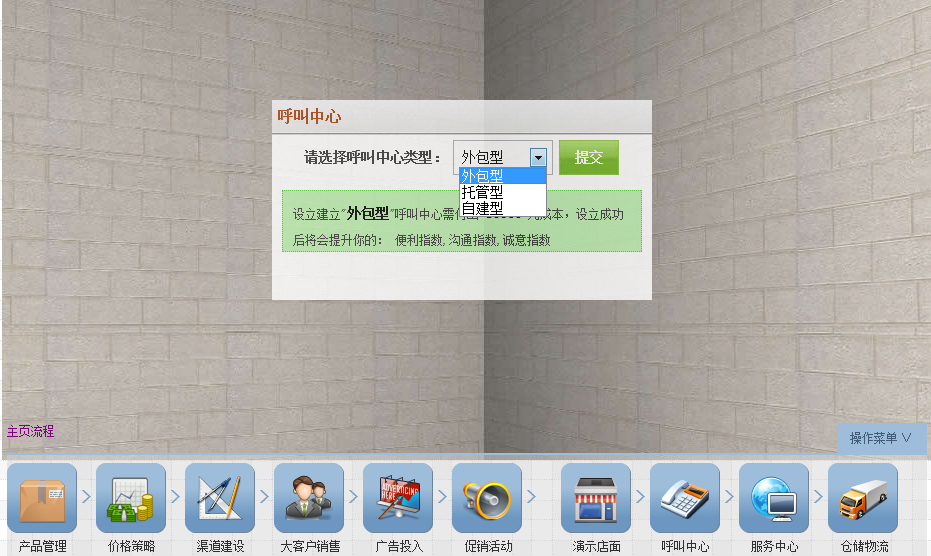 呼叫中心
请选择呼叫中心类型：
外包型
提交
外包型
托管型
自建型
设立建立"外包型"呼叫中心需
成本，设立成功
后将会提升你的： 便利指数,沟通指数,诚意指数
主页流程
操作菜单 ∨
ADVERTISING HERE
产品管理
价格策略
渠道建设
大客户销售
广告投入
促销活动
演示店面
呼叫中心
服务中心
仓储物流